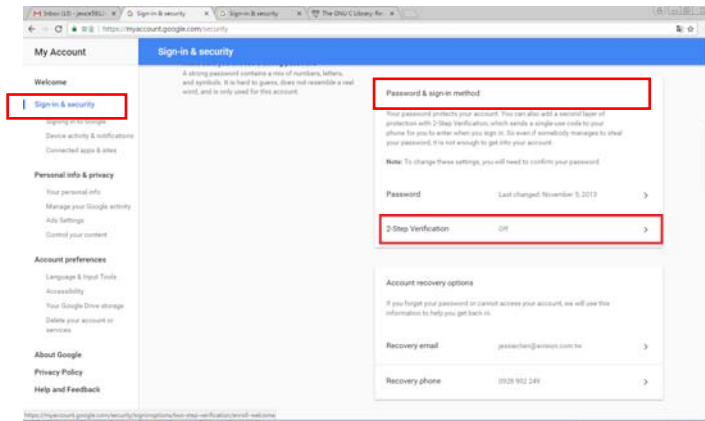 Sign-in & security
Sign-in & security
https://myaccount.google.com/security
My Account
Sign-in & security
Welcome
Sign-in & security
Signing in to Google
Device activity & notifications
Connected apps & sites
Personal info & privacy
Your personal info
Manage your Google activity
Ads Settings
Control your content
Account preferences
Language & Input Tools
Accessibility
Your Google Drive storage
Delete your account or
services
About Google
Privacy Policy
Help and Feedback
A strong password contains a mix of numbers, letters,
and symbols. It is hard to guess, does not resemble a real
word, and is only used for this account.
Password & sign-in method
Your password protects your account. You can also add a second layer of
protection with 2-Step Verification, which sends a single-use code to your
phone for you to enter when you sign in. So even if somebody manages to steal
your password, it is not enough to get into your account.
Note: To change these settings, you will need to confirm your password.
Password Last changed: November 5, 2013
2-Step Verification Off
Account recovery options
If you forget your password or cannot access your account, we will use this
information to help you get back in.
Recovery email
Recovery phone 0928 902 249
https://myaccount.google.com/security/signinoptions/two-step-verification/enroll-welcome